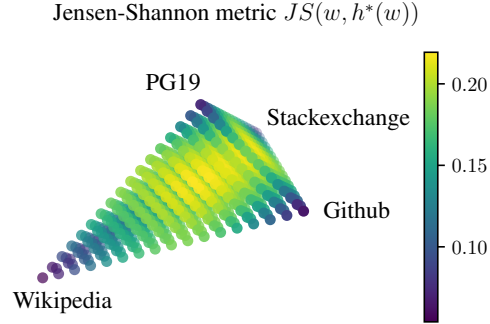 Jensen-Shannon metric $JS(w, h^*(w))$
PG19
Stackexchange
Github
Wikipedia
0.20
0.15
0.10